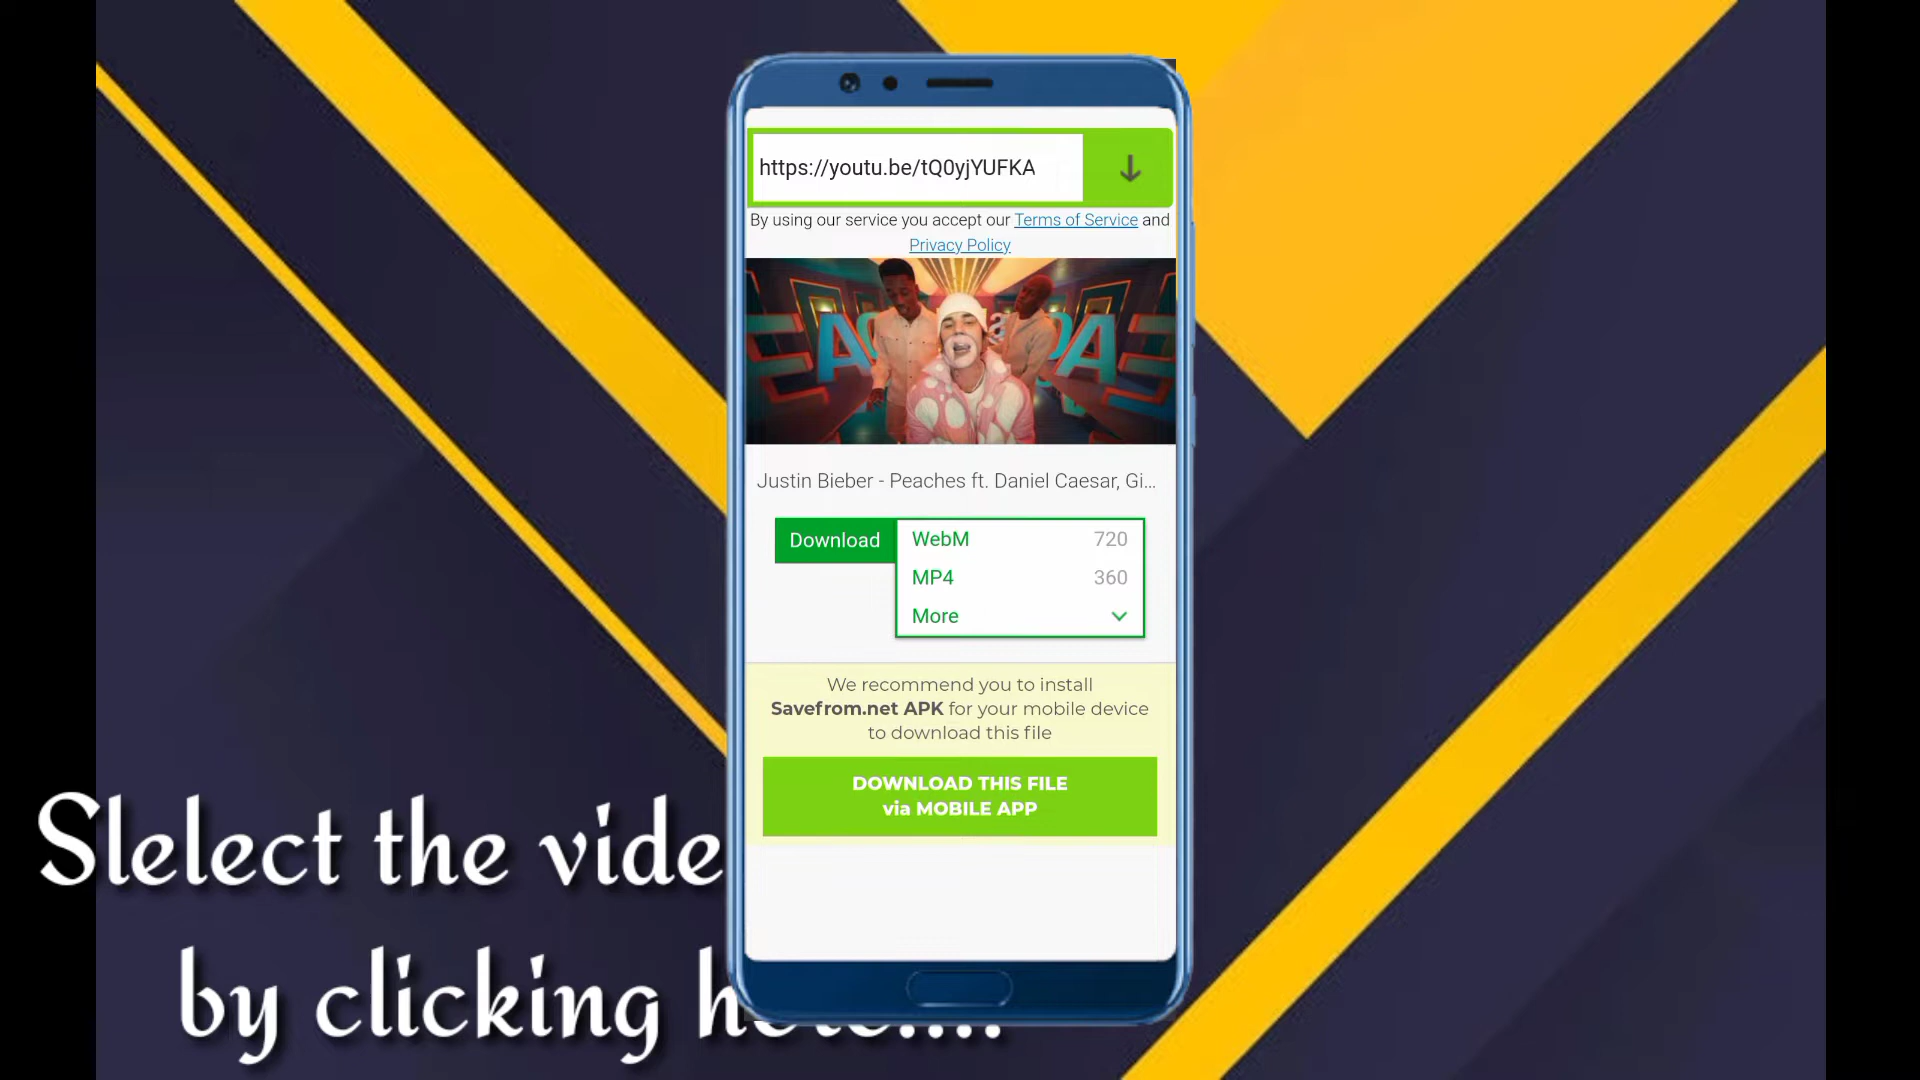 https://youtu.be/tQ0yjYUFKA
By using our service you accept our Terms of Service and
Privacy Policy
Justin Bieber - Peaches ft. Daniel Caesar, Gi...
Download
WebM 720
MP4 360
More
We recommend you to install
Savefrom.net APK for your mobile device
to download this file
DOWNLOAD THIS FILE
via MOBILE APP
Slelect the vide
by clicking